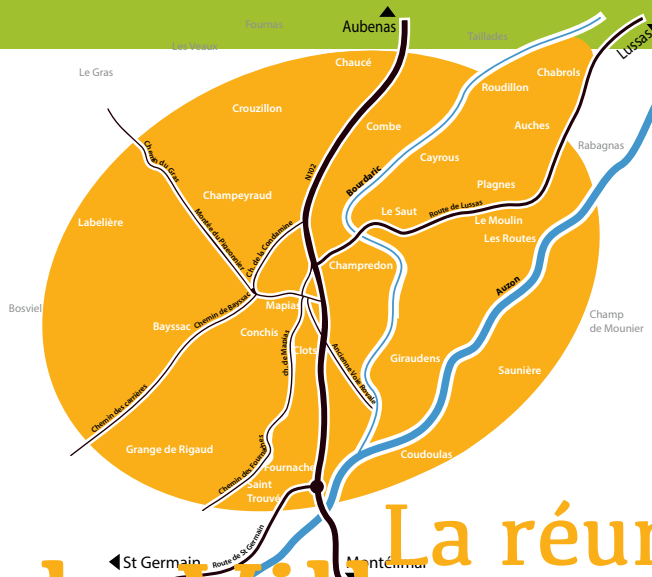 Fournas
Aubenas
Taillades
Les Veaux
Lussas
Chaucé
Le Gras
Chabrols
Roudillon
Crouzillon
Combe
Auches
Rabagnas
Chemin du Gras
N102
Cayrous
Bourdaric
Plagnes
Champeyraud
Montée du Pigeonnier
Ch. de la Condamine
Le Saut
Route de Lussas
Le Moulin
Labelière
Les Routes
Champredon
Auzon
Bosviel
Chemin de Bayssac
Mapias
Champ
de Mounier
Bayssac
Conchis
ch. de Mapias
Clots
Ancienne Voie Royale
Giraudens
Saunière
Chemin des carrières
Grange de Rigaud
Chemin des Fournaches
Fournache
Coudoulas
Saint
Trouvé
Route de St Germain
St Germain
Montélimar
La réun